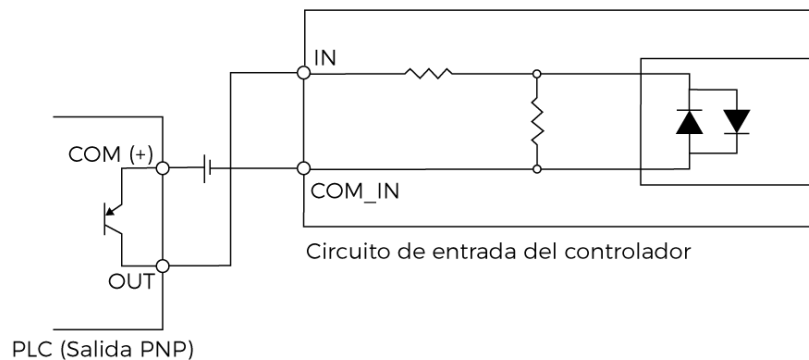 IN
COM (+)
COM_IN
Circuito de entrada del controlador
OUT
PLC (Salida PNP)